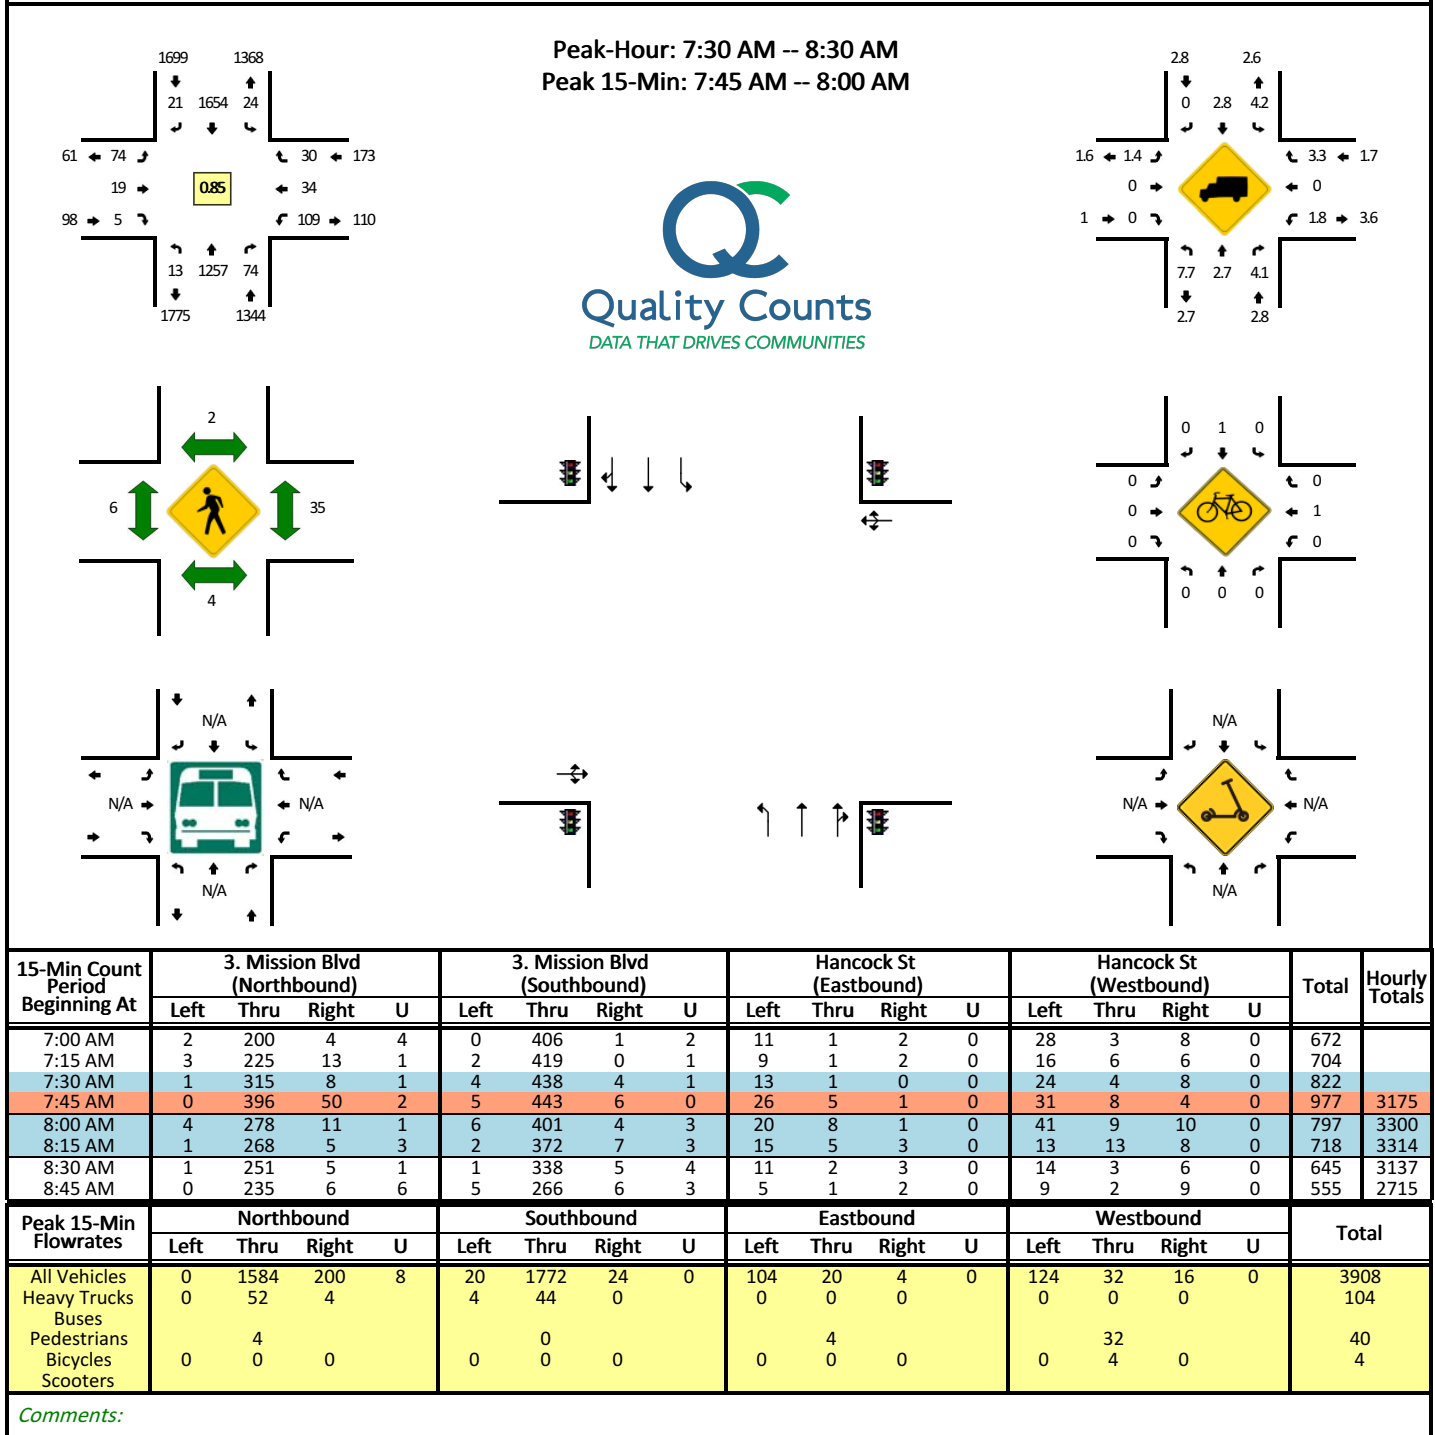 Peak-Hour: 7:30 AM -- 8:30 AM
Peak 15-Min: 7:45 AM -- 8:00 AM
1699 1368
21 1654 24
61 74 30 173
19 0.85 34
98 5 109 110
13 1257 74
1775 1344
Quality Counts
DATA THAT DRIVES COMMUNITIES
2.8 2.6
0 2.8 4.2
1.6 1.4 3.3 1.7
0 0
1 0 1.8 3.6
7.7 2.7 4.1
2.7 2.8
2
6 35
4
0 1 0
0 0
0 1
0 0
0 0 0
N/A
N/A N/A
N/A
N/A
N/A N/A
N/A
15-Min Count Period Beginning At 3. Mission Blvd (Northbound) 3. Mission Blvd (Southbound) Hancock St (Eastbound) Hancock St (Westbound) Total Hourly Totals
Left Thru Right U Left Thru Right U Left Thru Right U Left Thru Right U
7:00 AM 2 200 4 4 0 406 1 2 11 1 2 0 28 3 8 0 672
7:15 AM 3 225 13 1 2 419 0 1 9 1 2 0 16 6 6 0 704
7:30 AM 1 315 8 1 4 438 4 1 13 1 0 0 24 4 8 0 822
7:45 AM 0 396 50 2 5 443 6 0 26 5 1 0 31 8 4 0 977 3175
8:00 AM 4 278 11 1 6 401 4 3 20 8 1 0 41 9 10 0 797 3300
8:15 AM 1 268 5 3 2 372 7 3 15 5 3 0 13 13 8 0 718 3314
8:30 AM 1 251 5 1 1 338 5 4 11 2 3 0 14 3 6 0 645 3137
8:45 AM 0 235 6 6 5 266 6 3 5 1 2 0 9 2 9 0 555 2715
Peak 15-Min Flowrates Northbound Southbound Eastbound Westbound Total
Left Thru Right U Left Thru Right U Left Thru Right U Left Thru Right U
All Vehicles 0 1584 200 8 20 1772 24 0 104 20 4 0 124 32 16 0 3908
Heavy Trucks 0 52 4 4 44 0 0 0 0 0 0 0 104
Buses
Pedestrians 4 0 4 32 40
Bicycles 0 0 0 0 0 0 0 0 0 0 4 0 4
Scooters
Comments: